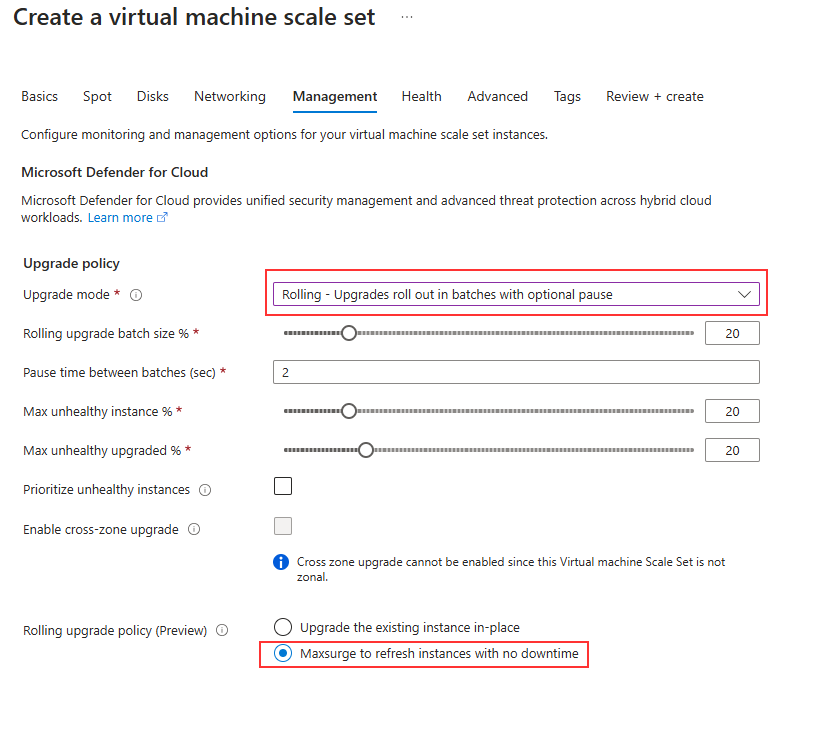 Create a virtual machine scale set ...
Basics Spot Disks Networking Management Health Advanced Tags Review + create
Configure monitoring and management options for your virtual machine scale set instances.
Microsoft Defender for Cloud
Microsoft Defender for Cloud provides unified security management and advanced threat protection across hybrid cloud
workloads. Learn more
Upgrade policy
Upgrade mode * Rolling - Upgrades roll out in batches with optional pause
Rolling upgrade batch size % * 20
Pause time between batches (sec) * 2
Max unhealthy instance % * 20
Max unhealthy upgraded % * 20
Prioritize unhealthy instances
Enable cross-zone upgrade
Cross zone upgrade cannot be enabled since this Virtual machine Scale Set is not
zonal.
Rolling upgrade policy (Preview) Upgrade the existing instance in-place
Maxsurge to refresh instances with no downtime